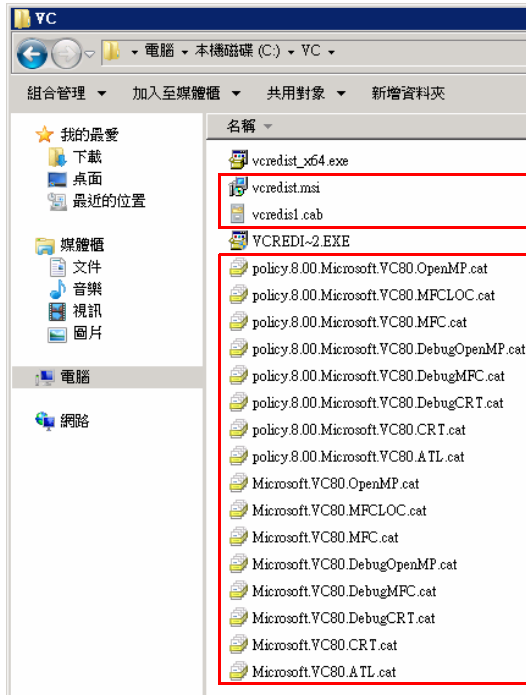 VC
電腦 本機磁碟 (C:) VC
組合管理 加入至媒體櫃 共用對象 新增資料夾
我的最愛
下載
桌面
最近的位置
媒體櫃
文件
音樂
視訊
圖片
電腦
網路
名稱
vcredist_x64.exe
vcredist.msi
vcredis1.cab
VCREDI~2.EXE
policy.8.00.Microsoft.VC80.OpenMP.cat
policy.8.00.Microsoft.VC80.MFCLOC.cat
policy.8.00.Microsoft.VC80.MFC.cat
policy.8.00.Microsoft.VC80.DebugOpenMP.cat
policy.8.00.Microsoft.VC80.DebugMFC.cat
policy.8.00.Microsoft.VC80.DebugCRT.cat
policy.8.00.Microsoft.VC80.CRT.cat
policy.8.00.Microsoft.VC80.ATL.cat
Microsoft.VC80.OpenMP.cat
Microsoft.VC80.MFCLOC.cat
Microsoft.VC80.MFC.cat
Microsoft.VC80.DebugOpenMP.cat
Microsoft.VC80.DebugMFC.cat
Microsoft.VC80.DebugCRT.cat
Microsoft.VC80.CRT.cat
Microsoft.VC80.ATL.cat